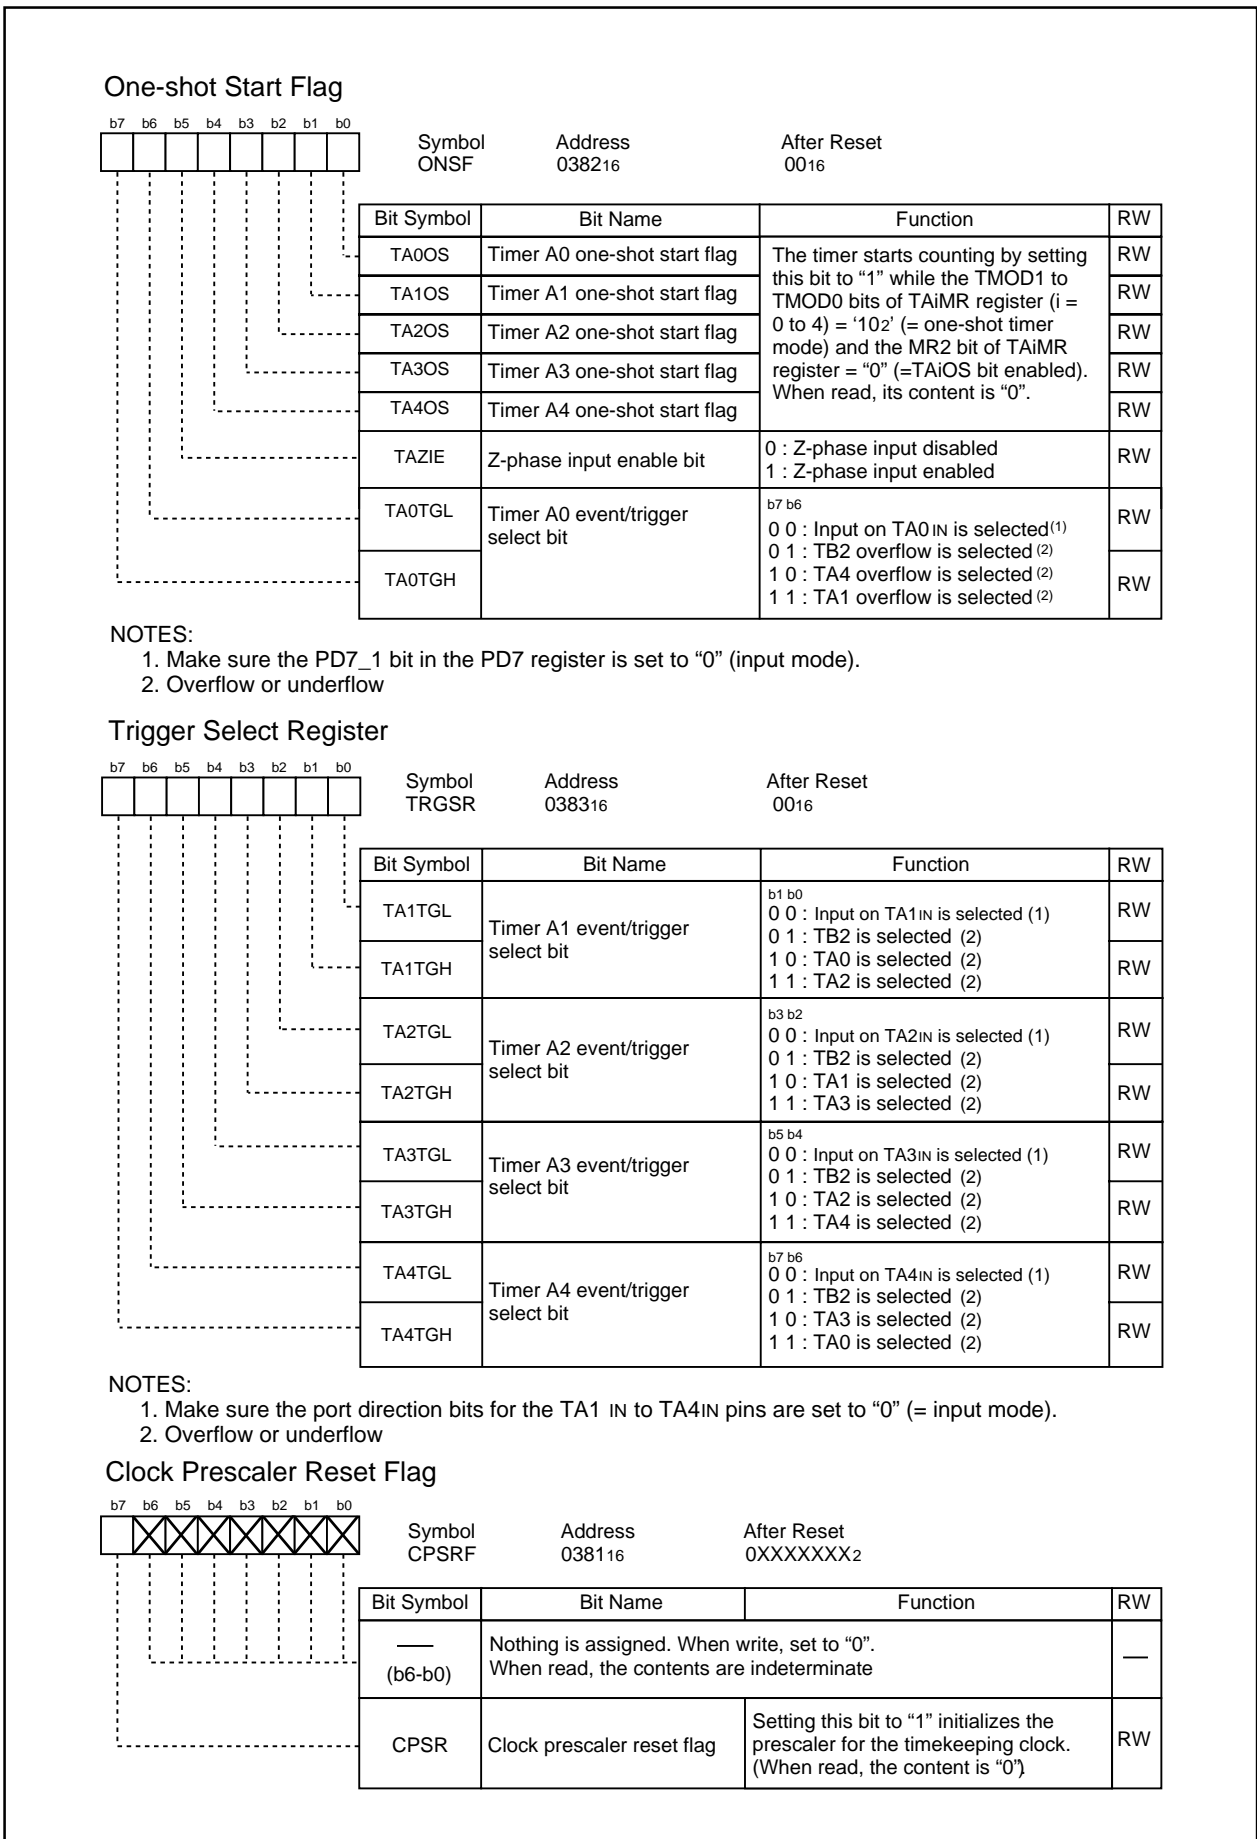 One-shot Start Flag
b7 b6 b5 b4 b3 b2 b1 b0
Symbol Address After Reset
ONSF 038216 0016
Bit Symbol Bit Name Function RW
TA0OS Timer A0 one-shot start flag RW
TA1OS Timer A1 one-shot start flag RW
TA2OS Timer A2 one-shot start flag RW
TA3OS Timer A3 one-shot start flag RW
TA4OS Timer A4 one-shot start flag RW
The timer starts counting by setting
this bit to “1” while the TMOD1 to
TMOD0 bits of TAiMR register (i =
0 to 4) = ‘102’ (= one-shot timer
mode) and the MR2 bit of TAiMR
register = “0” (=TAiOS bit enabled).
When read, its content is “0”.
TAZIE Z-phase input enable bit RW
0 : Z-phase input disabled
1 : Z-phase input enabled
TA0TGL Timer A0 event/trigger RW
select bit
TA0TGH RW
b7 b6
0 0 : Input on TA0IN is selected(1)
0 1 : TB2 overflow is selected (2)
1 0 : TA4 overflow is selected (2)
1 1 : TA1 overflow is selected (2)
NOTES:
1. Make sure the PD7_1 bit in the PD7 register is set to “0” (input mode).
2. Overflow or underflow
Trigger Select Register
b7 b6 b5 b4 b3 b2 b1 b0
Symbol Address After Reset
TRGSR 038316 0016
Bit Symbol Bit Name Function RW
TA1TGL RW
Timer A1 event/trigger
select bit
TA1TGH RW
b1 b0
0 0 : Input on TA1IN is selected (1)
0 1 : TB2 is selected (2)
1 0 : TA0 is selected (2)
1 1 : TA2 is selected (2)
TA2TGL RW
Timer A2 event/trigger
select bit
TA2TGH RW
b3 b2
0 0 : Input on TA2IN is selected (1)
0 1 : TB2 is selected (2)
1 0 : TA1 is selected (2)
1 1 : TA3 is selected (2)
TA3TGL RW
Timer A3 event/trigger
select bit
TA3TGH RW
b5 b4
0 0 : Input on TA3IN is selected (1)
0 1 : TB2 is selected (2)
1 0 : TA2 is selected (2)
1 1 : TA4 is selected (2)
TA4TGL RW
Timer A4 event/trigger
select bit
TA4TGH RW
b7 b6
0 0 : Input on TA4IN is selected (1)
0 1 : TB2 is selected (2)
1 0 : TA3 is selected (2)
1 1 : TA0 is selected (2)
NOTES:
1. Make sure the port direction bits for the TA1 IN to TA4IN pins are set to “0” (= input mode).
2. Overflow or underflow
Clock Prescaler Reset Flag
b7 b6 b5 b4 b3 b2 b1 b0
Symbol Address After Reset
CPSRF 038116 0XXXXXXX2
Bit Symbol Bit Name Function RW
— Nothing is assigned. When write, set to “0”. —
(b6-b0) When read, the contents are indeterminate
CPSR Clock prescaler reset flag RW
Setting this bit to “1” initializes the
prescaler for the timekeeping clock.
(When read, the content is “0”).